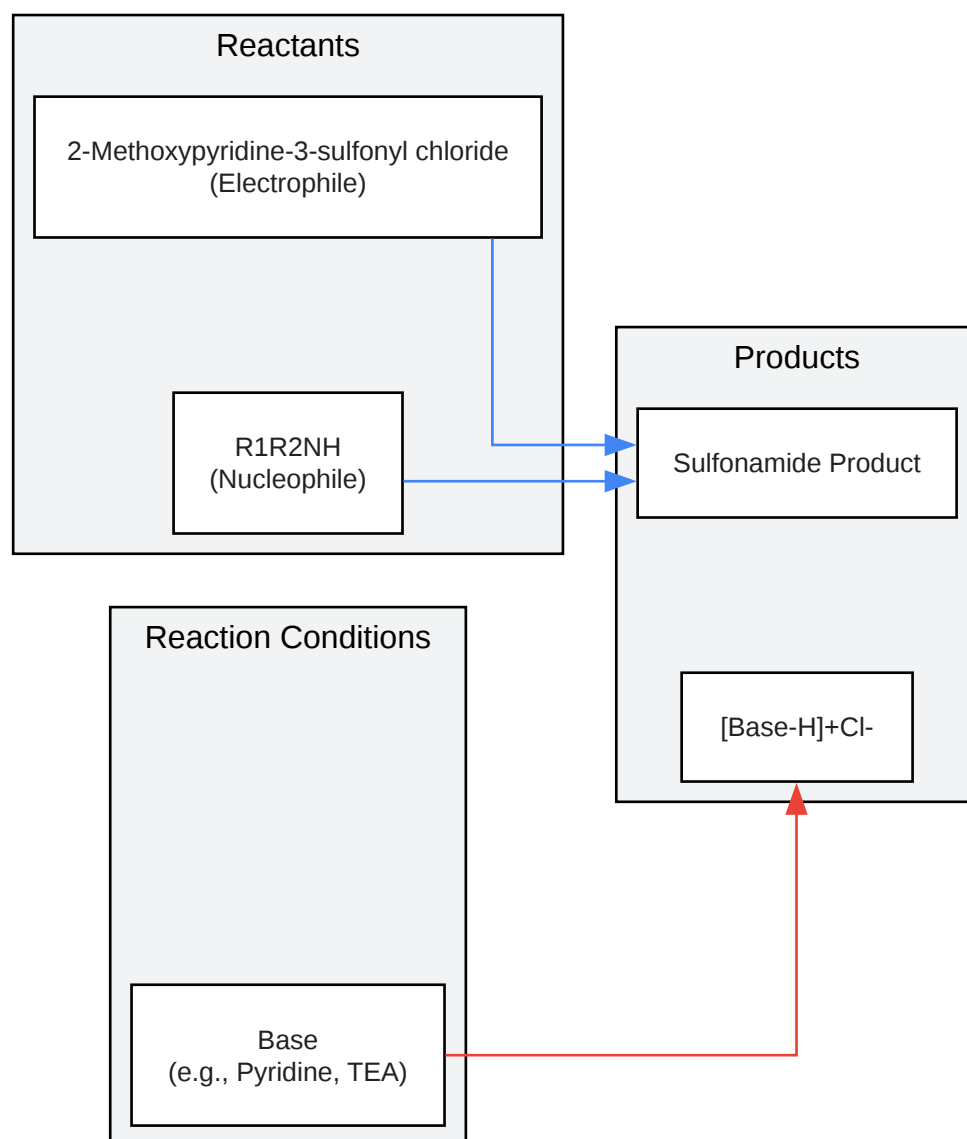 Reactants
2-Methoxypyridine-3-sulfonyl chloride
(Electrophile)
R1R2NH
(Nucleophile)
Products
Sulfonamide Product
[Base-H]+Cl-
Reaction Conditions
Base
(e.g., Pyridine, TEA)